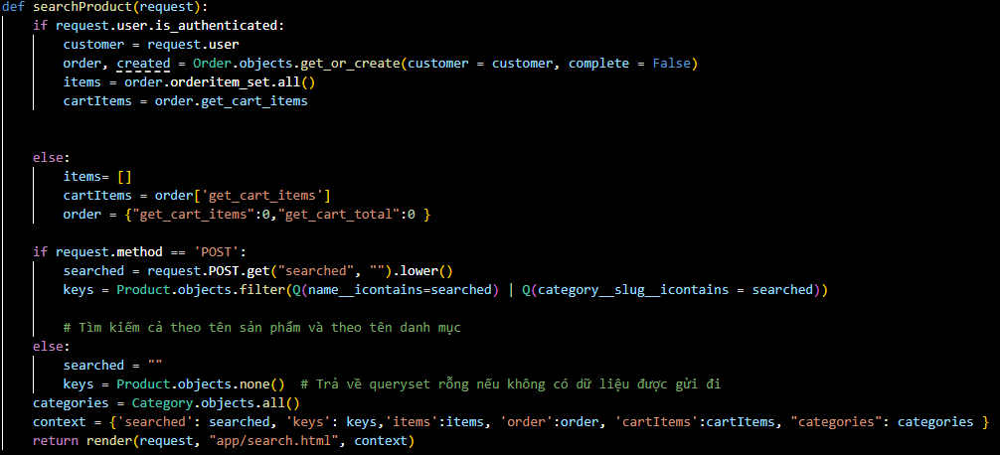 def searchProduct(request):
    if request.user.is_authenticated:
        customer = request.user
        order, created = Order.objects.get_or_create(customer = customer, complete = False)
        items = order.orderitem_set.all()
        cartItems = order.get_cart_items
    else:
        items= []
        cartItems = order['get_cart_items']
        order = {"get_cart_items":0,"get_cart_total":0 }
    if request.method == 'POST':
        searched = request.POST.get("searched", "").lower()
        keys = Product.objects.filter(Q(name__icontains=searched) | Q(category__slug__icontains = searched))
        # Tìm kiếm cả theo tên sản phẩm và theo tên danh mục
    else:
        searched = ""
        keys = Product.objects.none()  # Trả về queryset rỗng nếu không có dữ liệu được gửi đi
    categories = Category.objects.all()
    context = {'searched': searched, 'keys': keys,'items':items, 'order':order, 'cartItems':cartItems, "categories": categories }
    return render(request, "app/search.html", context)